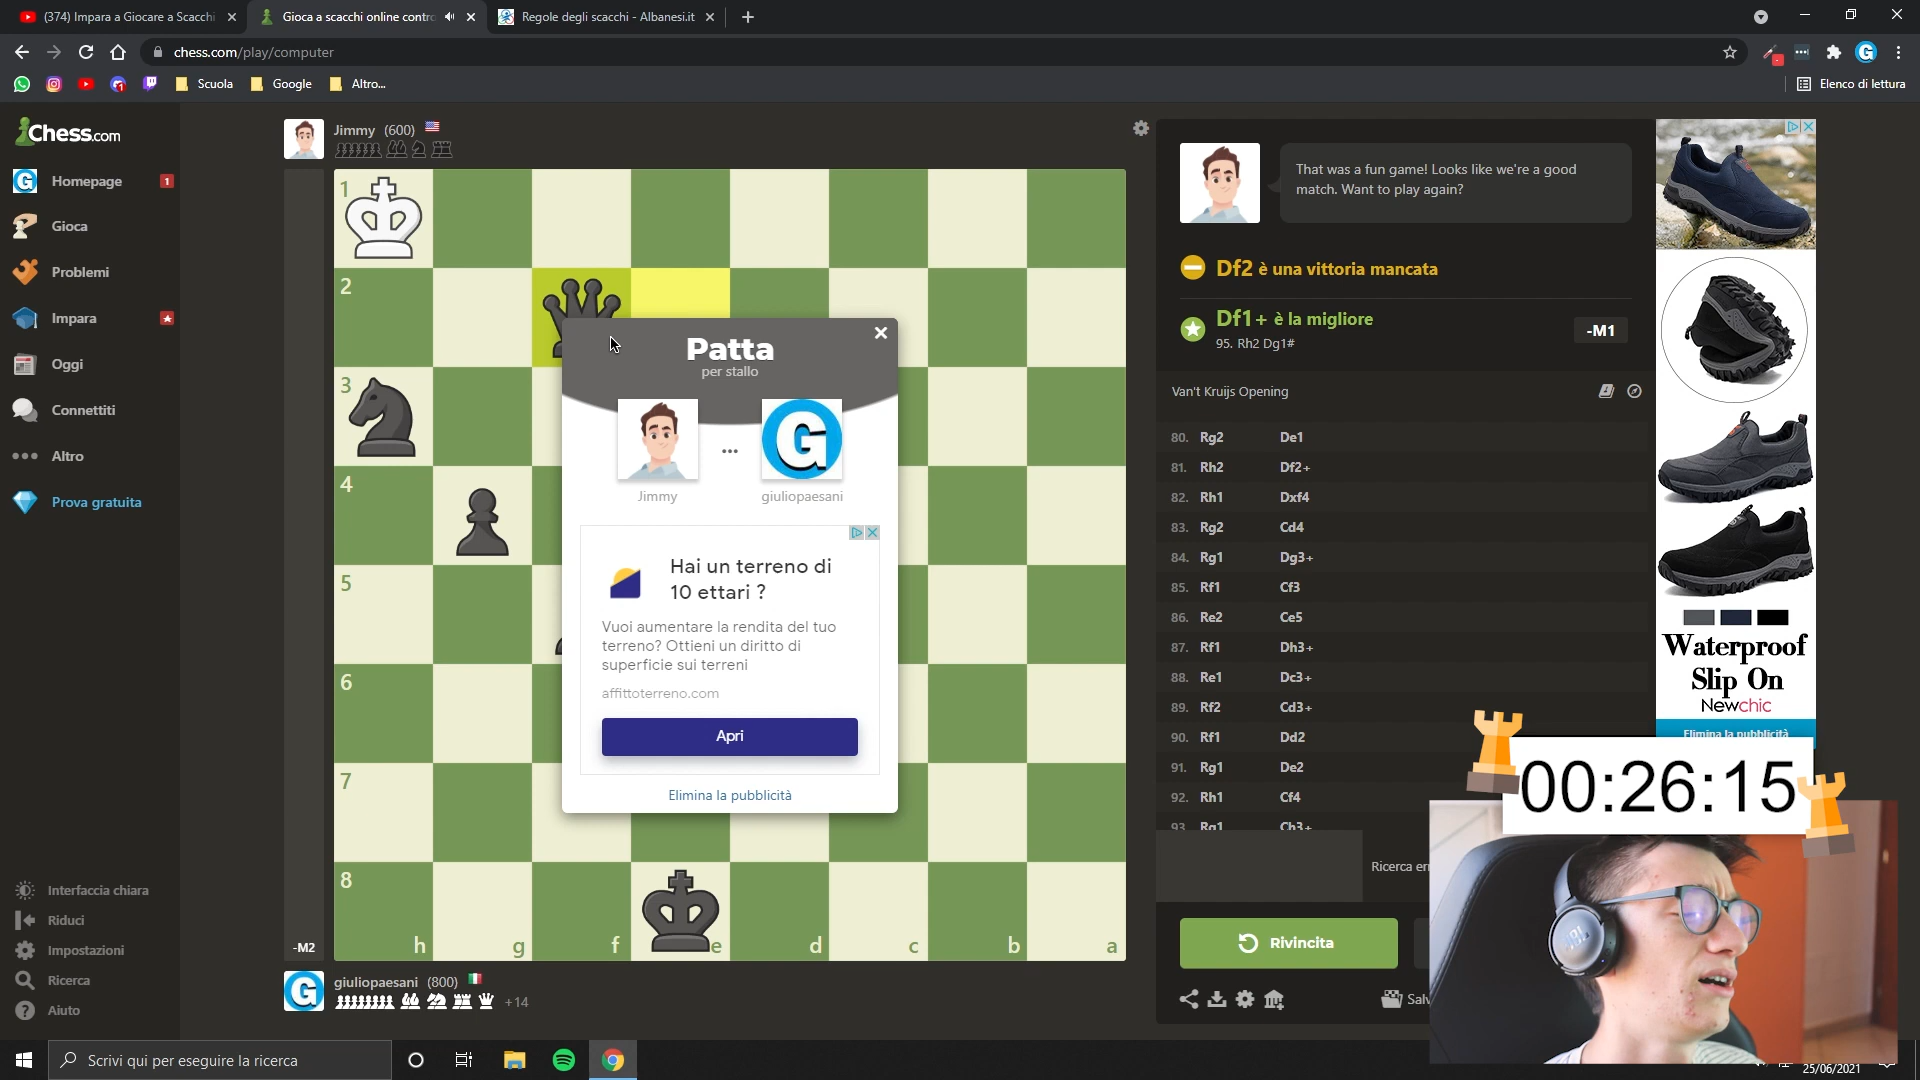 (374) Impara a Giocare a Scacchi
Gioca a scacchi online contro
Regole degli scacchi - Albanesi.it
chess.com/play/computer
Scuola
Google
Altro...
Elenco di lettura
Chess.com
Homepage
1
Gioca
Problemi
Impara
Oggi
Connettiti
Altro
Prova gratuita
Interfaccia chiara
Riduci
Impostazioni
Ricerca
Aiuto
Jimmy (600)
1
2
3
4
5
6
7
8
h g f e d c b a
-M2
giuliopaesani (800)
+14
Patta
per stallo
G
Jimmy
giuliopaesani
Hai un terreno di
10 ettari ?
Vuoi aumentare la rendita del tuo
terreno? Ottieni un diritto di
superficie sui terreni
affittoterreno.com
Apri
Elimina la pubblicità
That was a fun game! Looks like we're a good
match. Want to play again?
Df2 è una vittoria mancata
Df1+ è la migliore
-M1
95. Rh2 Dg1#
Van't Kruijs Opening
80. Rg2 De1
81. Rh2 Df2+
82. Rh1 Dxf4
83. Rg2 Cd4
84. Rg1 Dg3+
85. Rf1 Cf3
86. Re2 Ce5
87. Rf1 Dh3+
88. Re1 Dc3+
89. Rf2 Cd3+
90. Rf1 Dd2
91. Rg1 De2
92. Rh1 Cf4
93. Rg1 Ch3+
Rivincita
Waterproof
Slip On
Newchic
Elimina la pubblicità
00:26:15
JBL
Scrivi qui per eseguire la ricerca
25/06/2021